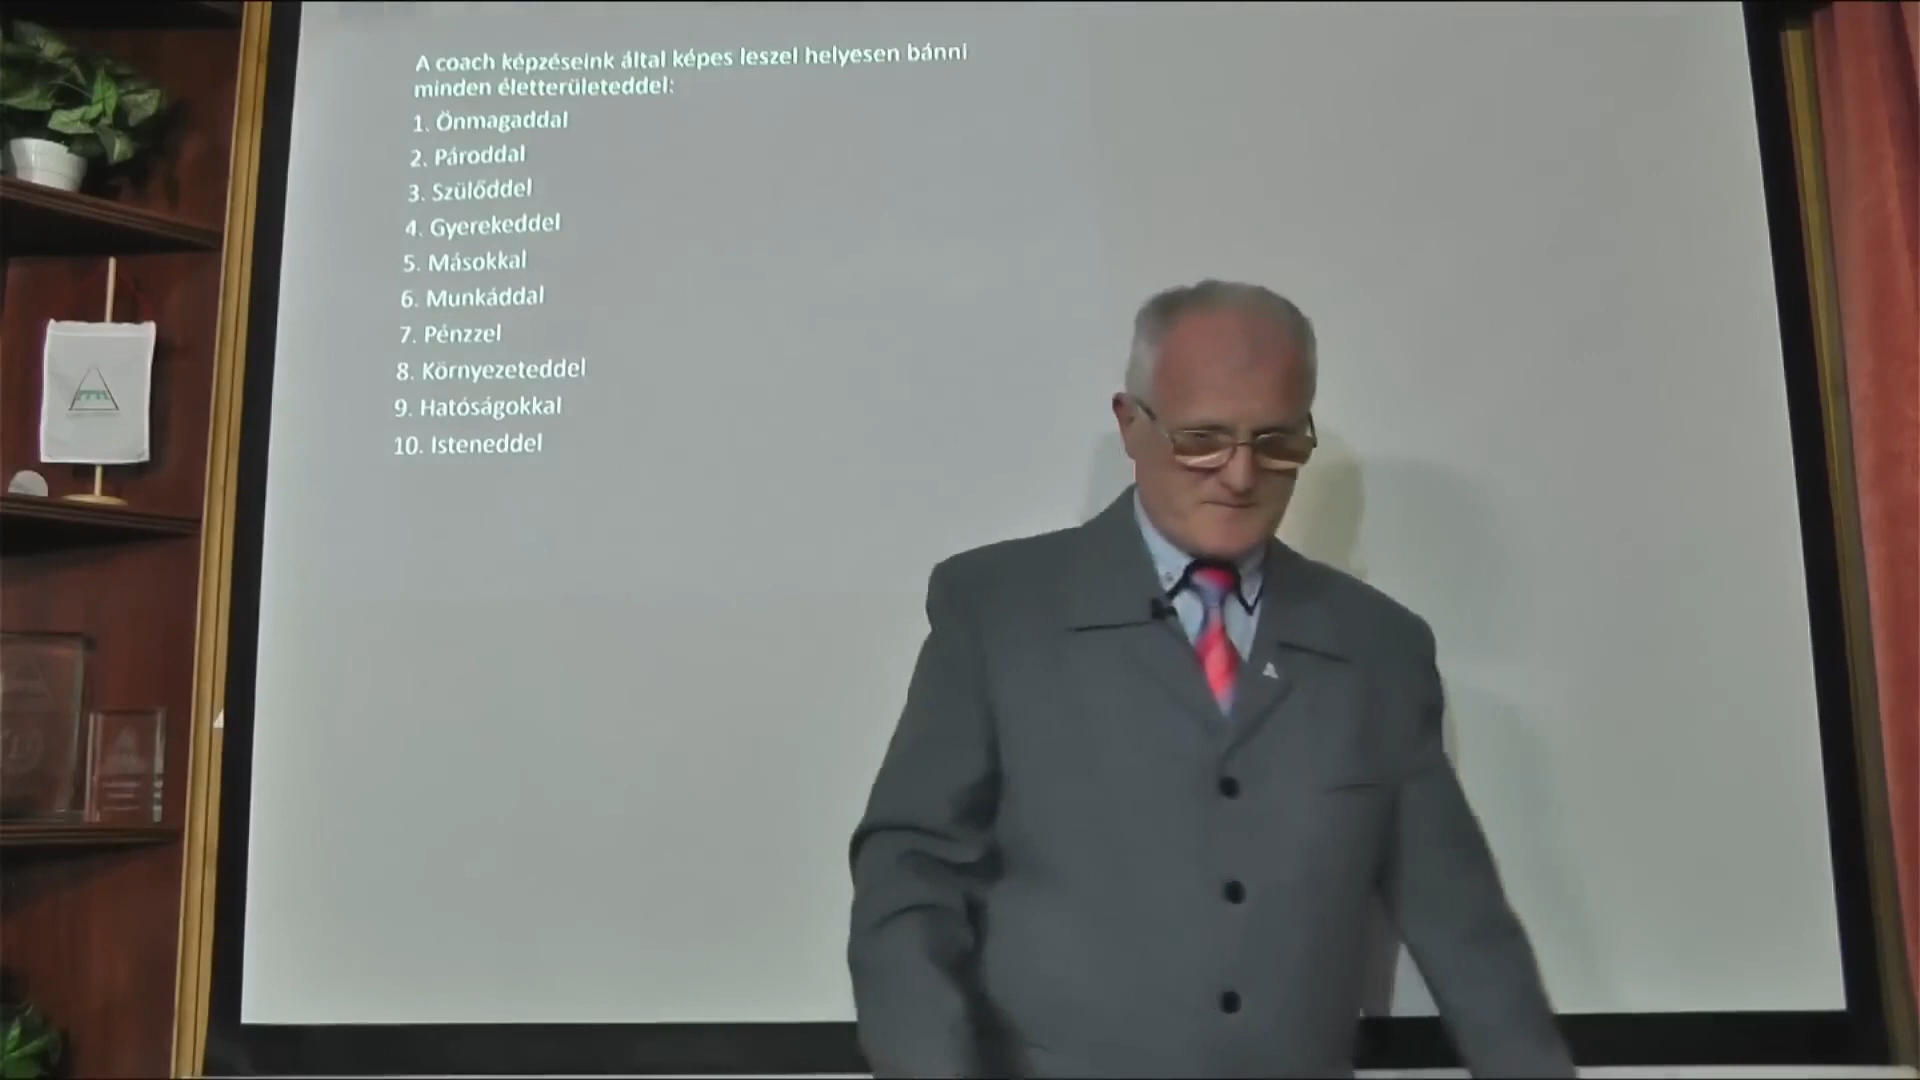 A coach képzéseink által képes leszel helyesen bánni
minden életterületeddel:
1. Önmagaddal
2. Pároddal
3. Szülőddel
4. Gyerekeddel
5. Másokkal
6. Munkáddal
7. Pénzzel
8. Környezeteddel
9. Hatóságokkal
10. Isteneddel